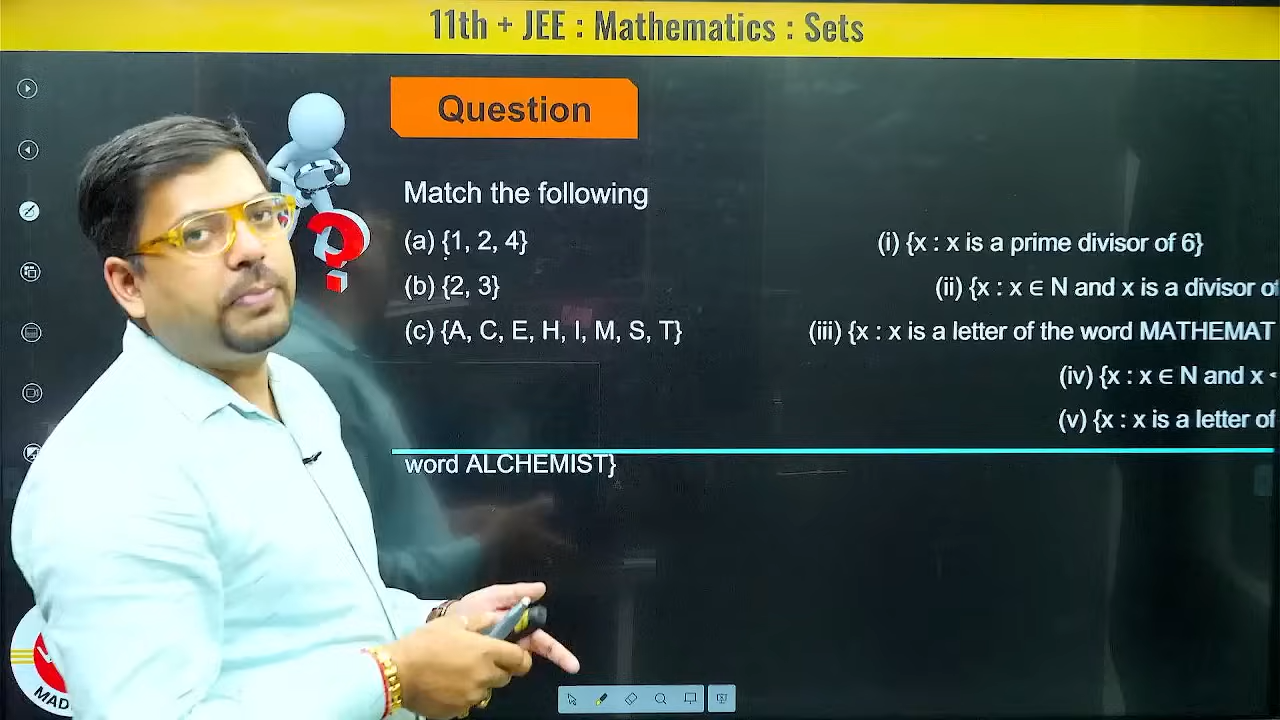 11th + JEE : Mathematics : Sets
Question
Match the following
(a) {1, 2, 4} (i) {x : x is a prime divisor of 6}
(b) {2, 3} (ii) {x : x ∈ N and x is a divisor of
(c) {A, C, E, H, I, M, S, T} (iii) {x : x is a letter of the word MATHEMAT
(iv) {x : x ∈ N and x <
(v) {x : x is a letter of
word ALCHEMIST}
MAD